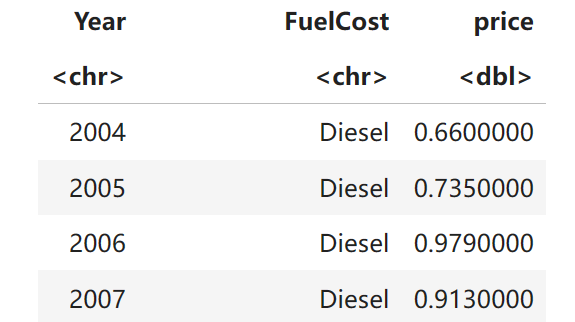 Year FuelCost price
<chr> <chr> <dbl>
2004 Diesel 0.6600000
2005 Diesel 0.7350000
2006 Diesel 0.9790000
2007 Diesel 0.9130000